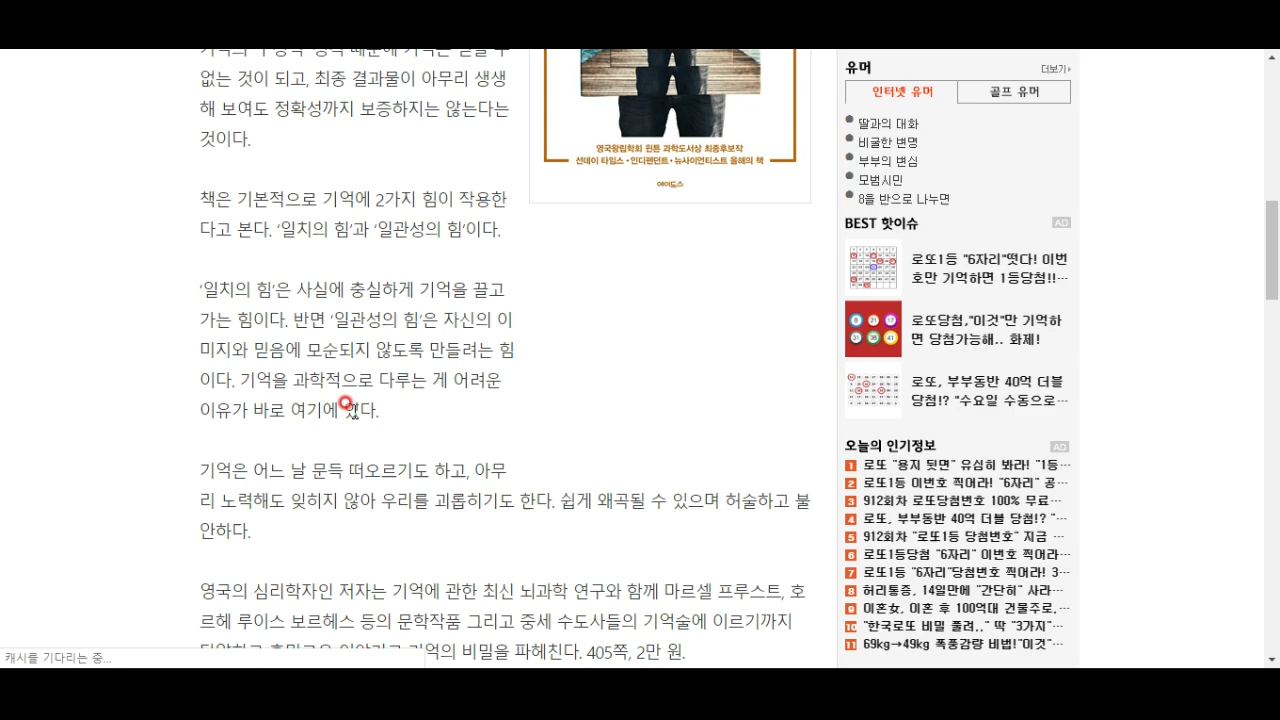 없는 것이 되고, 최종 결과물이 아무리 생생
해 보여도 정확성까지 보증하지는 않는다는
것이다.
책은 기본적으로 기억에 2가지 힘이 작용한
다고 본다. ‘일치의 힘’과 ‘일관성의 힘’이다.
‘일치의 힘’은 사실에 충실하게 기억을 끌고
가는 힘이다. 반면 ‘일관성의 힘’은 자신의 이
미지와 믿음에 모순되지 않도록 만들려는 힘
이다. 기억을 과학적으로 다루는 게 어려운
이유가 바로 여기에 있다.
기억은 어느 날 문득 떠오르기도 하고, 아무
리 노력해도 잊히지 않아 우리를 괴롭히기도 한다. 쉽게 왜곡될 수 있으며 허술하고 불
안하다.
영국의 심리학자인 저자는 기억에 관한 최신 뇌과학 연구와 함께 마르셀 프루스트, 호
르헤 루이스 보르헤스 등의 문학작품 그리고 중세 수도사들의 기억술에 이르기까지
비밀을 파헤친다. 405쪽, 2만 원.
캐시를 기다리는 중...
영국왕립학회 윈튼 과학도서상 최종후보작
선데이 타임스 • 인디펜던트 • 뉴사이언티스트 올해의 책
에이도스
유머
더보기
인터넷 유머
골프 유머
딸과의 대화
비굴한 변명
부부의 변심
모범시민
8을 반으로 나누면
BEST 핫이슈
AD
로또1등 "6자리"떳다! 이번
호만 기억하면 1등당첨!!…
로또당첨,"이것"만 기억하
면 당첨가능해.. 화제!
로또, 부부동반 40억 더블
당첨!? "수요일 수동으로…
오늘의 인기정보
AD
1 로또 "용지 뒷면" 유심히 봐라! "1등…
2 로또1등 이번호 찍어라! "6자리" 공…
3 912회차 로또당첨번호 100% 무료…
4 로또, 부부동반 40억 더블 당첨!? "…
5 912회차 "로또1등 당첨번호" 지금 …
6 로또1등당첨 "6자리" 이번호 찍어라…
7 로또1등 "6자리"당첨번호 찍어라! 3…
8 허리통증, 14일만에 "간단히" 사라…
9 이혼女, 이혼 후 100억대 건물주로,…
10 "한국로또 비밀 풀려.." 딱 "3가지"…
11 69kg→49kg 폭풍감량 비법!"이것"…